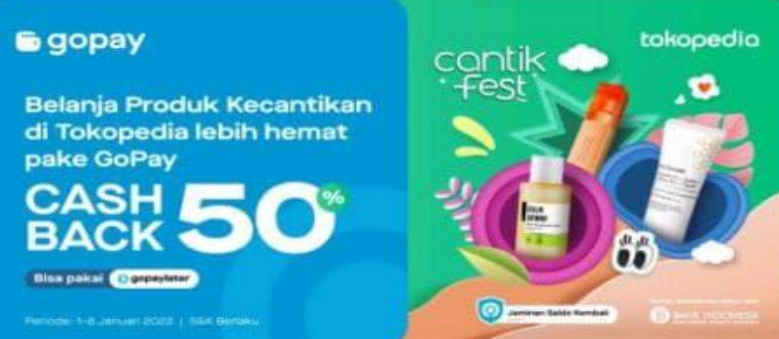 gopay
Belanja Produk Kecantikan
di Tokopedia lebih hemat
pake GoPay
CASH
BACK 50%
Bisa pakai gopaylater
Periode: 1-8 Januari 2022 | S&K Berlaku
tokopedia
cantik
fest
Jaminan Saldo Kembali
BANK INDONESIA